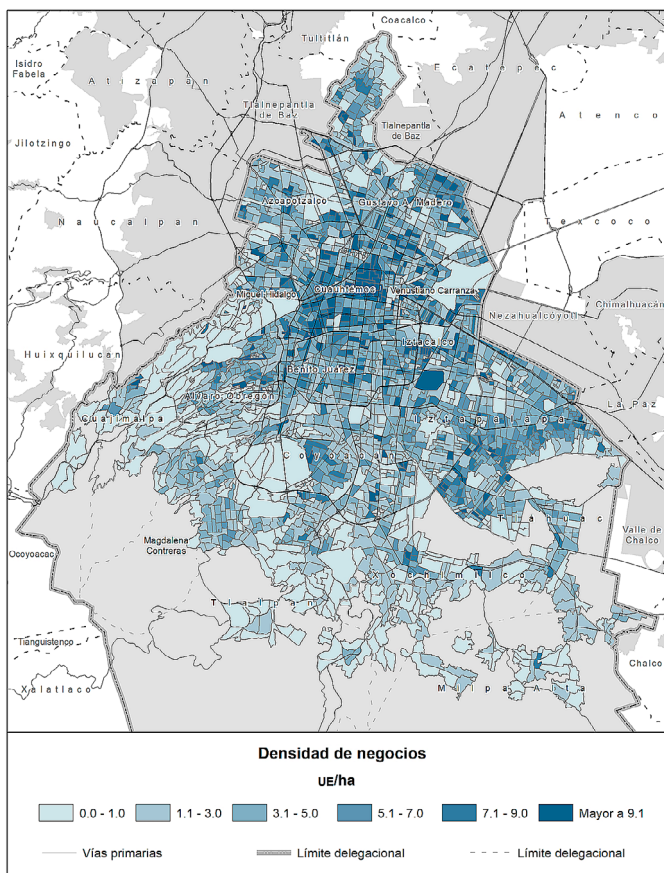 Coacalco
Tultitlán
Isidro
Fabela
Ecatepec
Atizapán
Tlalnepantla
de Baz
Tlalnepantla
de Baz
Atenco
Jilotzingo
Azcapotzalco
Gustavo A. Madero
Naucalpan
Texcoco
Miguel Hidalgo
Cuauhtémoc
Venustiano Carranza
Chimalhuacán
Nezahualcóyotl
Iztacalco
Huixquilucan
Benito Juárez
Alvaro Obregón
La Paz
Cuajimalpa
Iztapalapa
Coyoacán
Tláhuac
Valle de
Chalco
Magdalena
Contreras
Ocoyoacac
Xochimilco
Tlalpan
Tianguistenco
Chalco
Xalatlaco
Milpa Alta
Densidad de negocios
UE/ha
0.0 - 1.0
1.1 - 3.0
3.1 - 5.0
5.1 - 7.0
7.1 - 9.0
Mayor a 9.1
Vías primarias
Límite delegacional
Límite delegacional